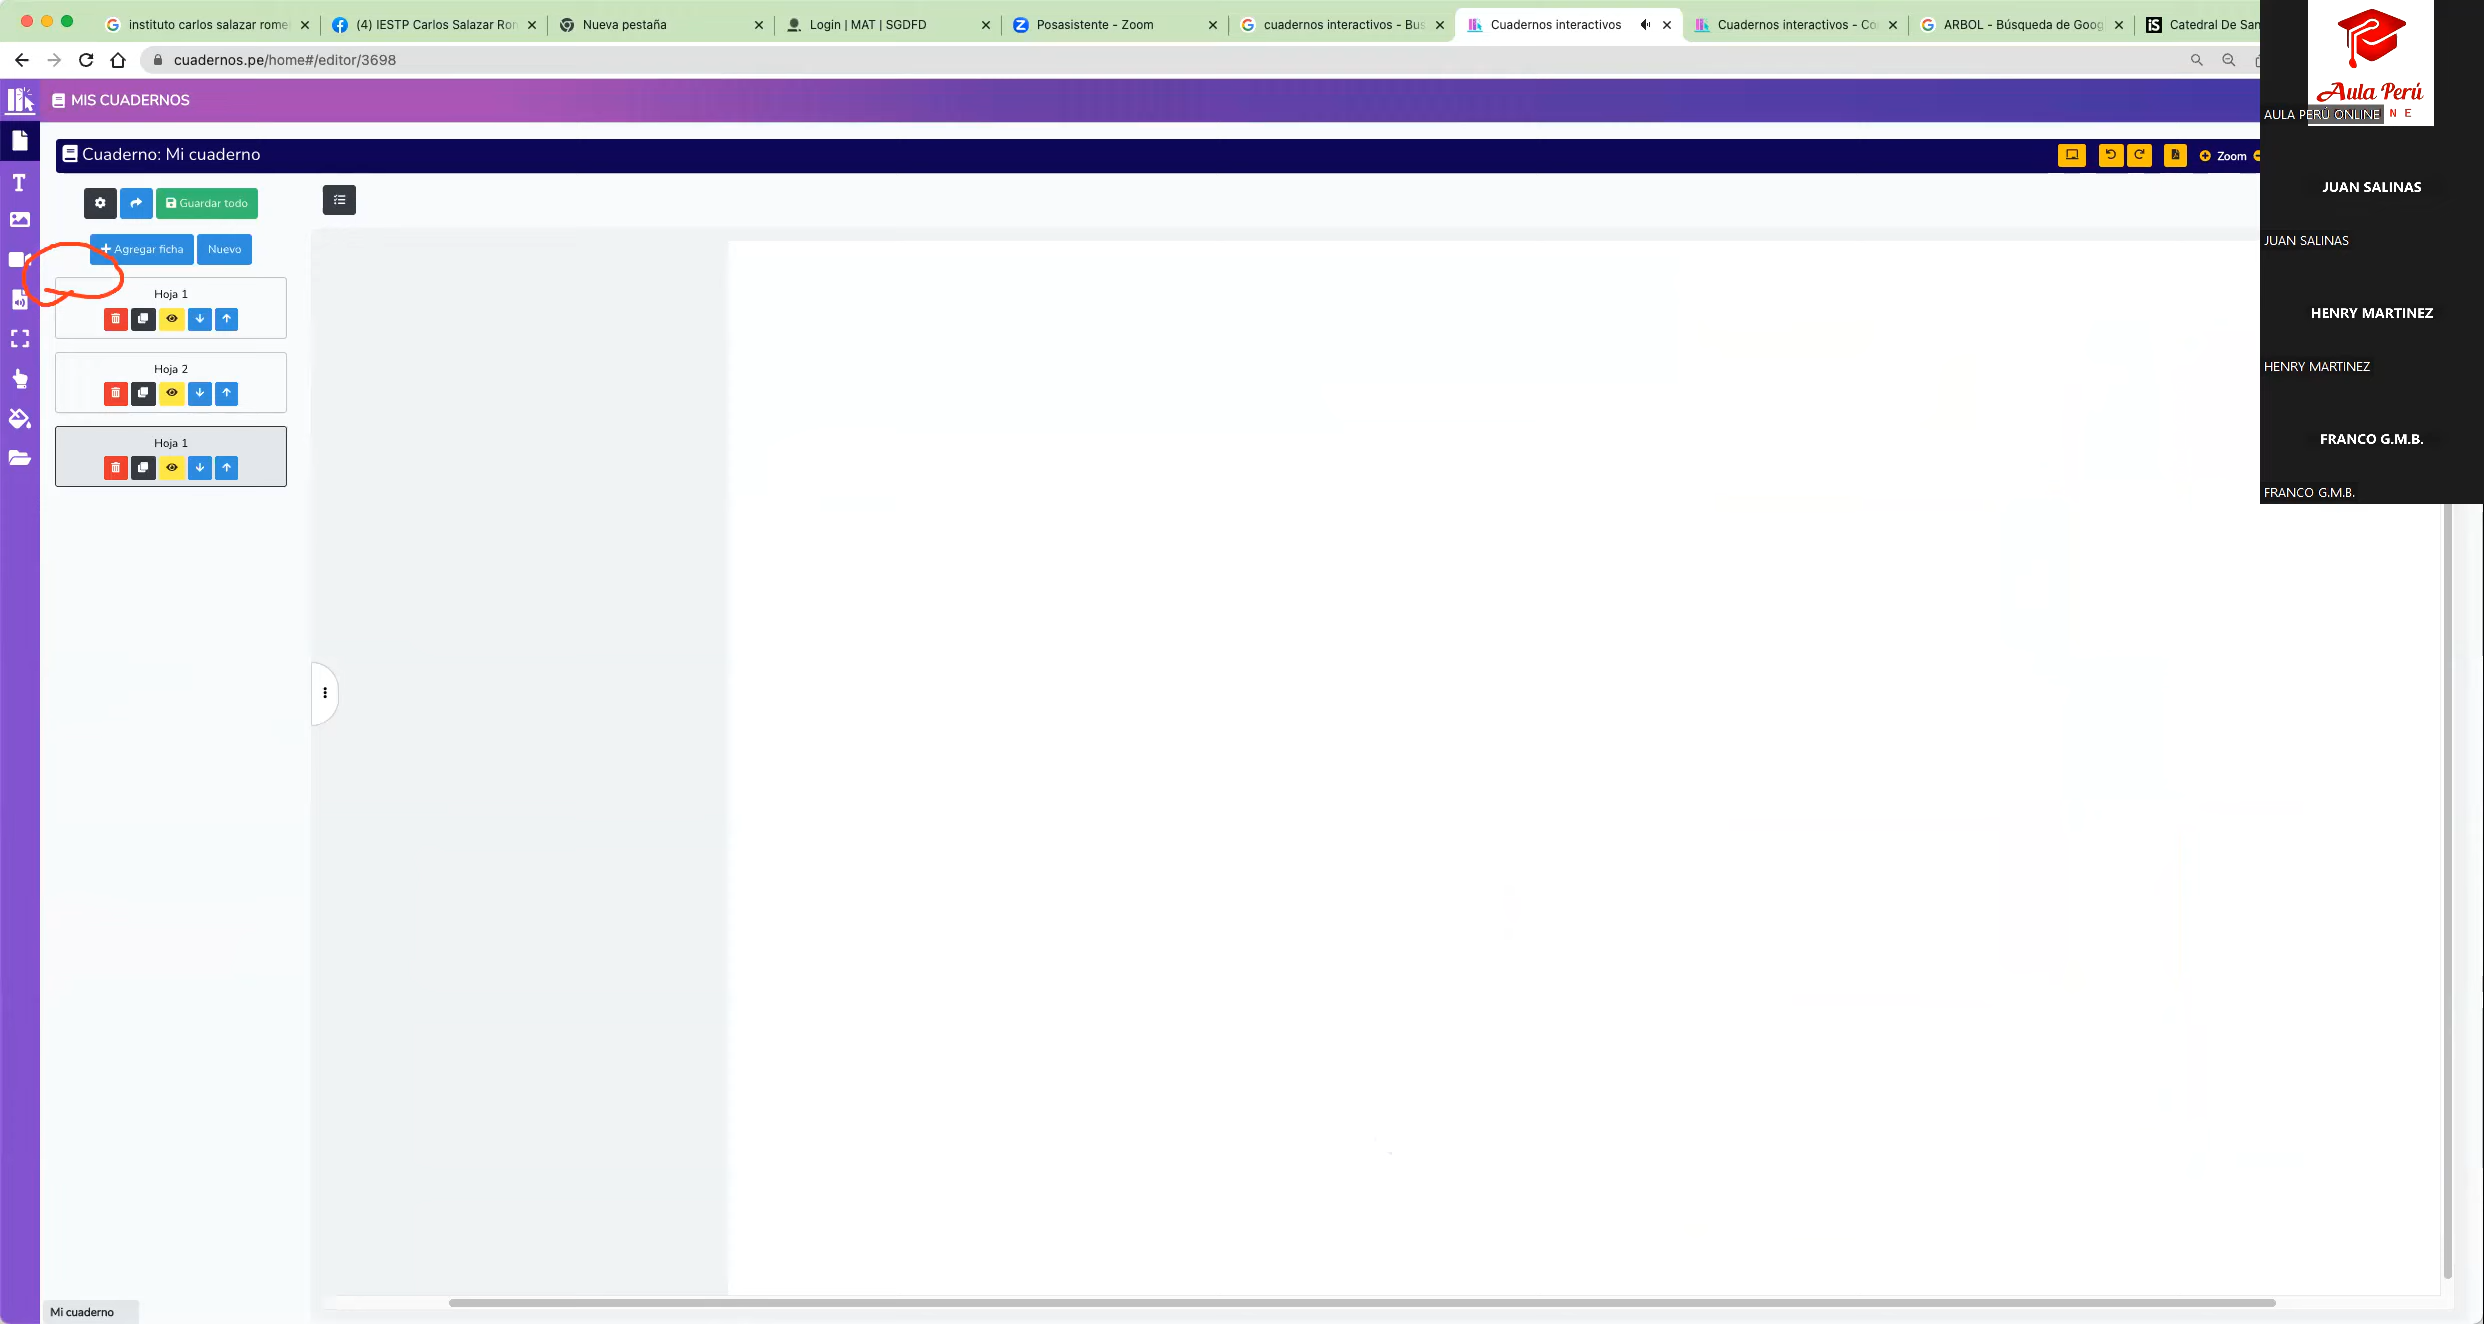 instituto carlos salazar rome
(4) IESTP Carlos Salazar Ron
Nueva pestaña
Login | MAT | SGDFD
Posasistente - Zoom
cuadernos interactivos - Bus
Cuadernos interactivos
Cuadernos interactivos - Co
ARBOL - Búsqueda de Goog
Catedral De San
cuadernos.pe/home#/editor/3698
MIS CUADERNOS
Cuaderno: Mi cuaderno
Zoom
Guardar todo
Agregar ficha
Nuevo
Hoja 1
Hoja 2
Hoja 1
Mi cuaderno
Aula Perú
N E
AULA PERÚ ONLINE
JUAN SALINAS
JUAN SALINAS
HENRY MARTINEZ
HENRY MARTINEZ
FRANCO G.M.B.
FRANCO G.M.B.